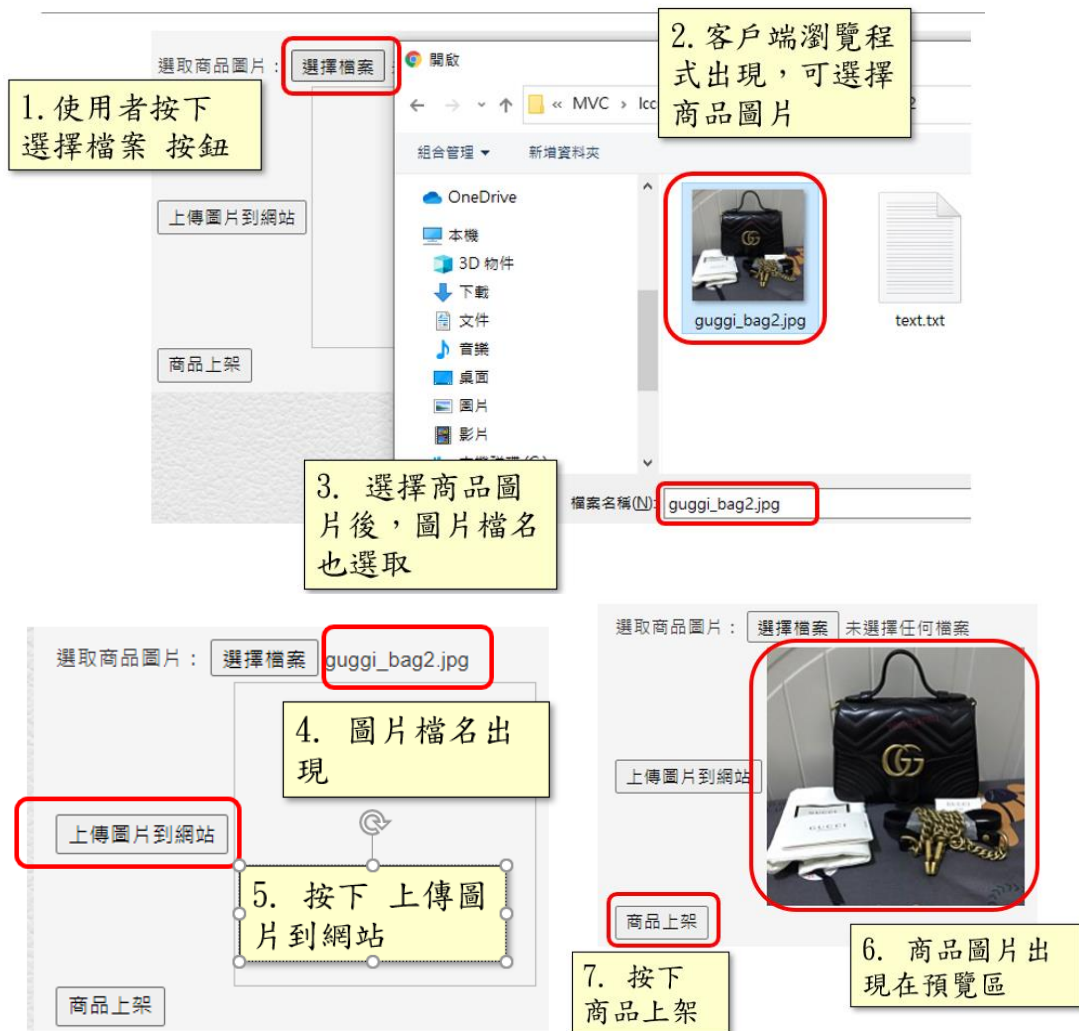 選取商品圖片： 選擇檔案
1.使用者按下
選擇檔案 按鈕
上傳圖片到網站
商品上架
開啟
2.客戶端瀏覽程
式出現，可選擇
商品圖片
« MVC ›
組合管理 新增資料夾
OneDrive
本機
3D 物件
下載
文件
音樂
桌面
圖片
影片
guggi_bag2.jpg
text.txt
3. 選擇商品圖
片後，圖片檔名
也選取
檔案名稱(N): guggi_bag2.jpg
選取商品圖片： 選擇檔案 guggi_bag2.jpg
4. 圖片檔名出
現
上傳圖片到網站
5. 按下 上傳圖
片到網站
商品上架
選取商品圖片： 選擇檔案 未選擇任何檔案
上傳圖片到網站
GUCCI
商品上架
6. 商品圖片出
現在預覽區
7. 按下
商品上架